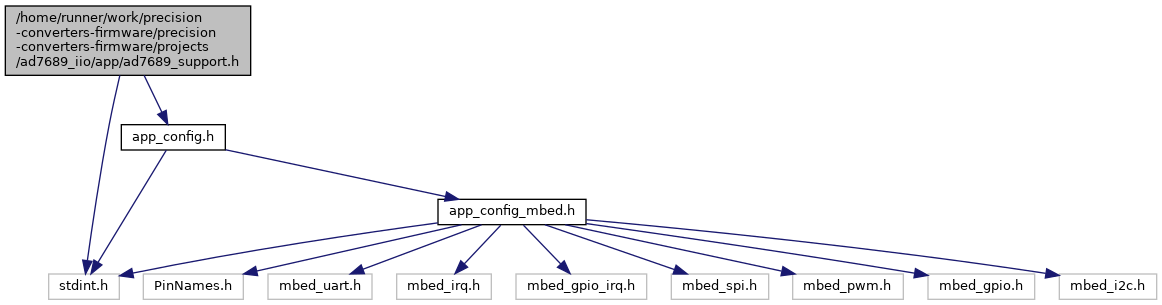 /home/runner/work/precision
-converters-firmware/precision
-converters-firmware/projects
/ad7689_iio/app/ad7689_support.h
app_config.h
app_config_mbed.h
stdint.h
PinNames.h
mbed_uart.h
mbed_irq.h
mbed_gpio_irq.h
mbed_spi.h
mbed_pwm.h
mbed_gpio.h
mbed_i2c.h